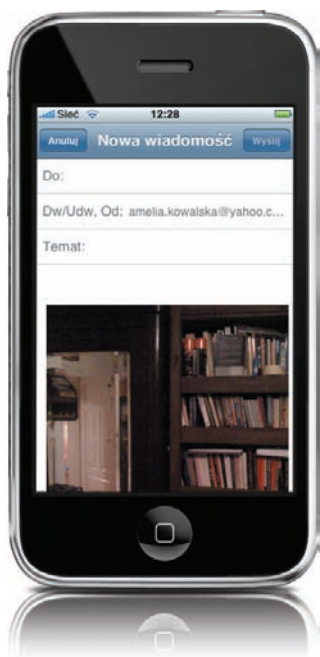 Sieć 12:28
Anuluj Nowa wiadomość Wyślij
Do:
Dw/Udw, Od: amelia.kowalska@yahoo.c...
Temat: